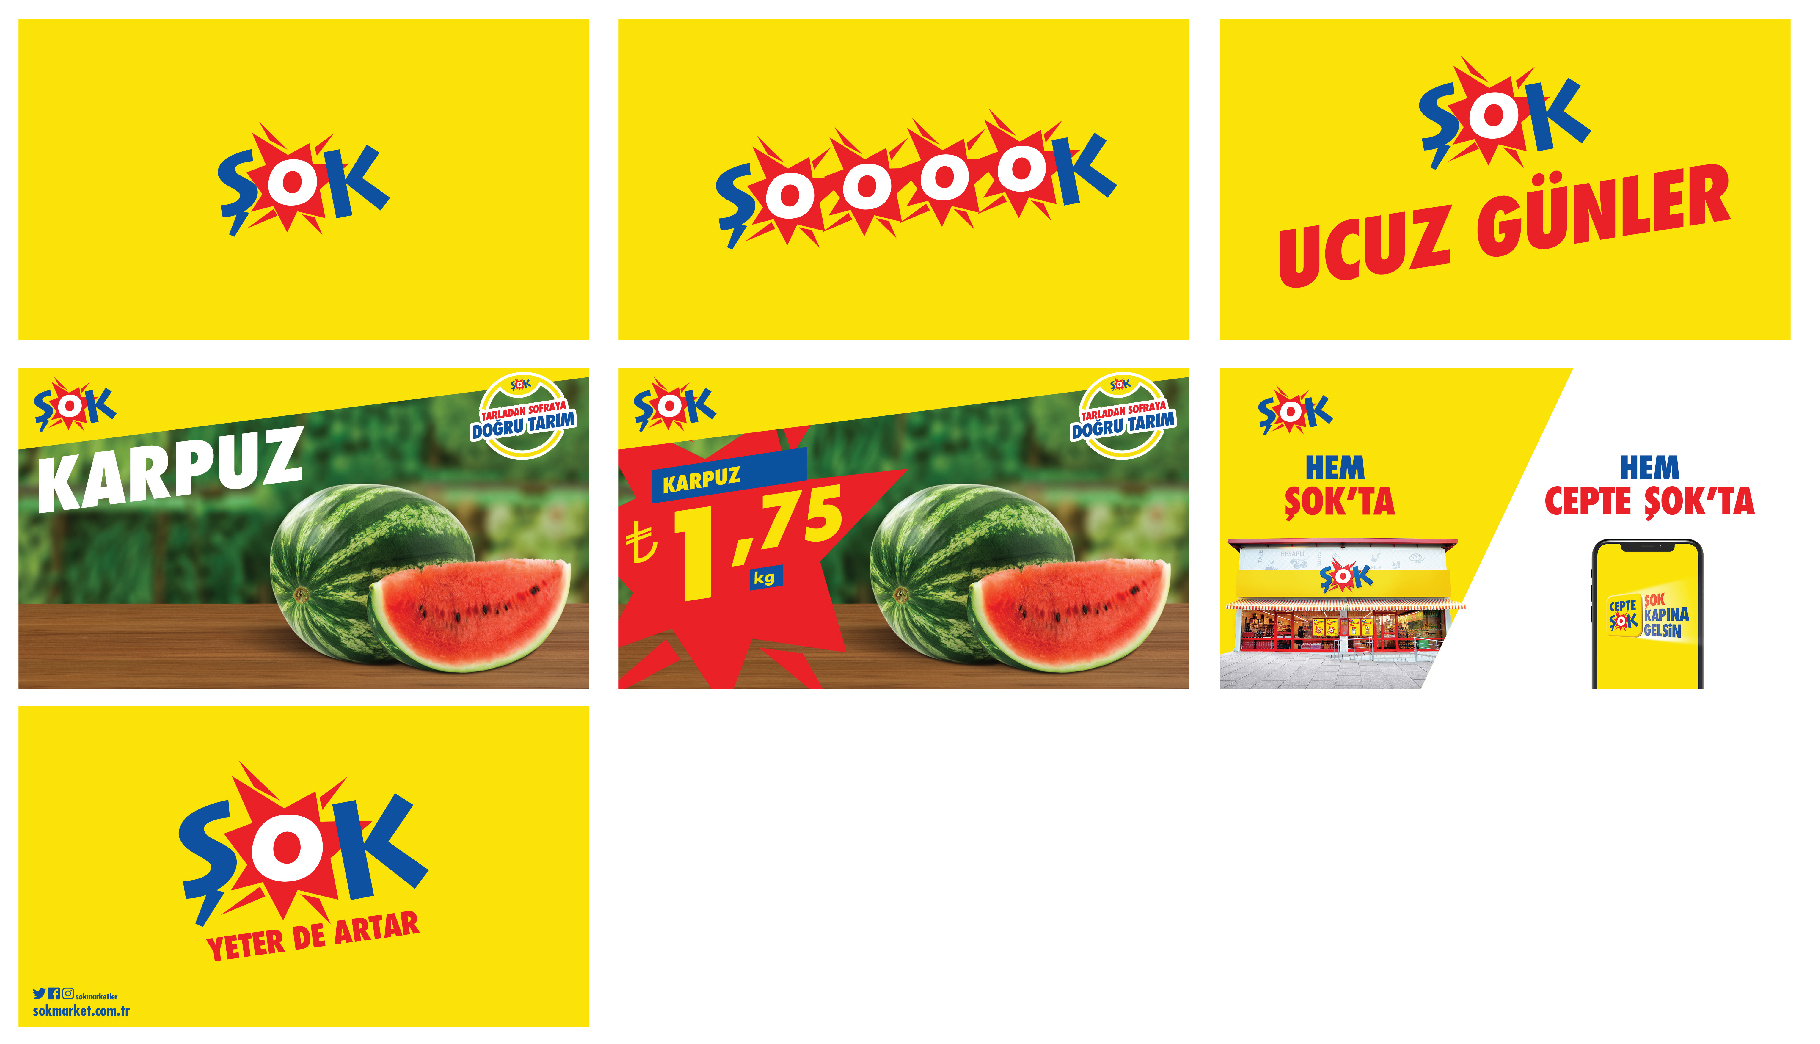 ŞOK
ŞOOOOK
ŞOK
UCUZ GÜNLER
ŞOK
KARPUZ
ŞOK
TARLADAN SOFRAYA
DOĞRU TARIM
ŞOK
KARPUZ
₺1,75
kg
ŞOK
TARLADAN SOFRAYA
DOĞRU TARIM
ŞOK
HEM
ŞOK'TA
ŞOK
HEM
CEPTE ŞOK'TA
CEPTE
ŞOK
ŞOK
KAPINA
GELSİN
ŞOK
YETER DE ARTAR
sokmarketler
sokmarket.com.tr